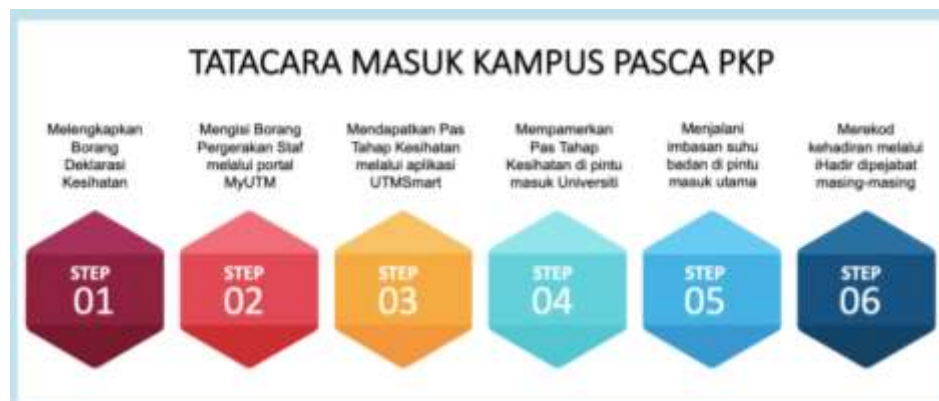 TATACARA MASUK KAMPUS PASCA PKP
Melengkapkan
Borang
Deklarasi
Kesihatan
Mengisi Borang
Pergerakan Staf
melalui portal
MyUTM
Mendapatkan Pas
Tahap Kesihatan
melalui aplikasi
UTMSmart
Mempamerkan
Pas Tahap
Kesihatan di pintu
masuk Universiti
Menjalani
imbasan suhu
badan di pintu
masuk utama
Merekod
kehadiran melalui
iHadir dipejabat
masing-masing
STEP
01
STEP
02
STEP
03
STEP
04
STEP
05
STEP
06